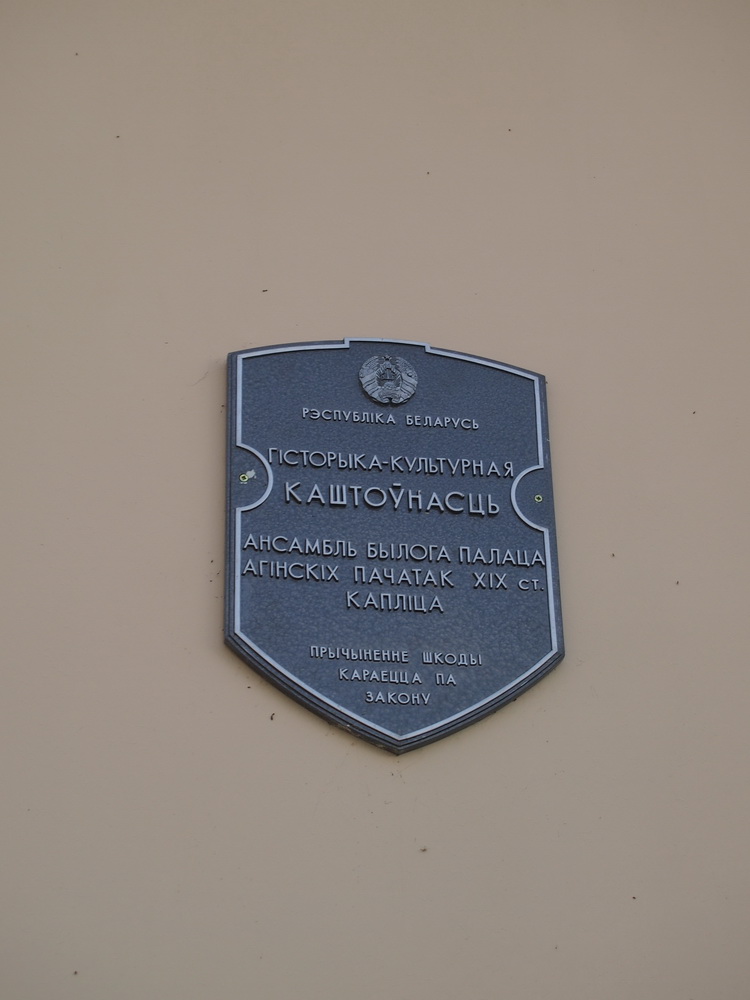 РЭСПУБЛІКА БЕЛАРУСЬ
ГІСТОРЫКА-КУЛЬТУРНАЯ
КАШТОЎНАСЦЬ
АНСАМБЛЬ БЫЛОГА ПАЛАЦА
АГІНСКІХ ПАЧАТАК XIX СТ.
КАПЛІЦА
ПРЫЧЫНЕННЕ ШКОДЫ
КАРАЕЦЦА ПА
ЗАКОНУ